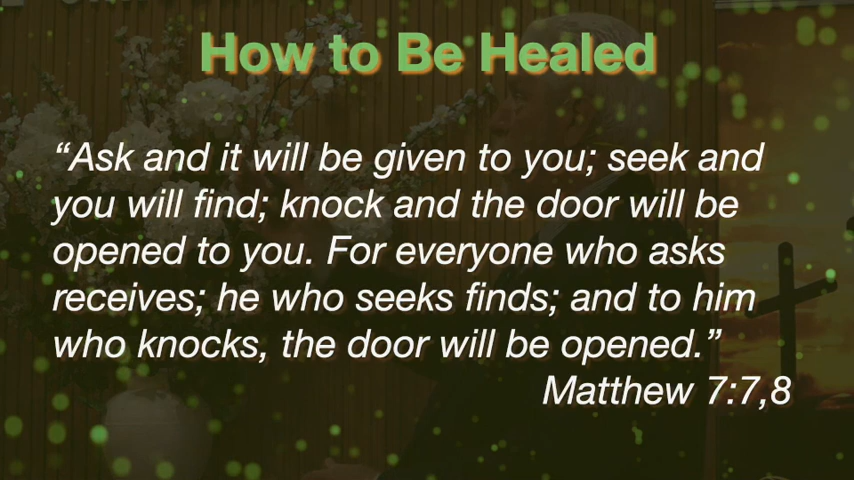 How to Be Healed
“Ask and it will be given to you; seek and
you will find; knock and the door will be
opened to you. For everyone who asks
receives; he who seeks finds; and to him
who knocks, the door will be opened.”
Matthew 7:7,8